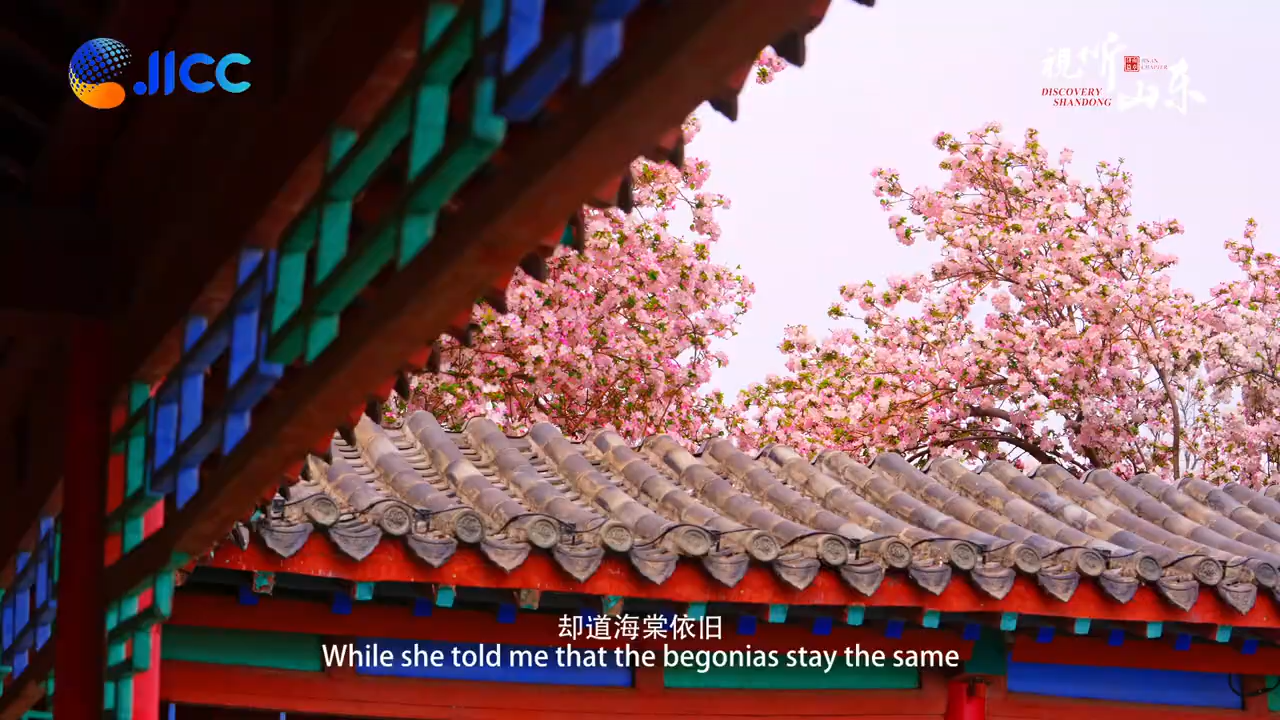 JICC
视听山东
DISCOVERY
SHANDONG
却道海棠依旧
While she told me that the begonias stay the same